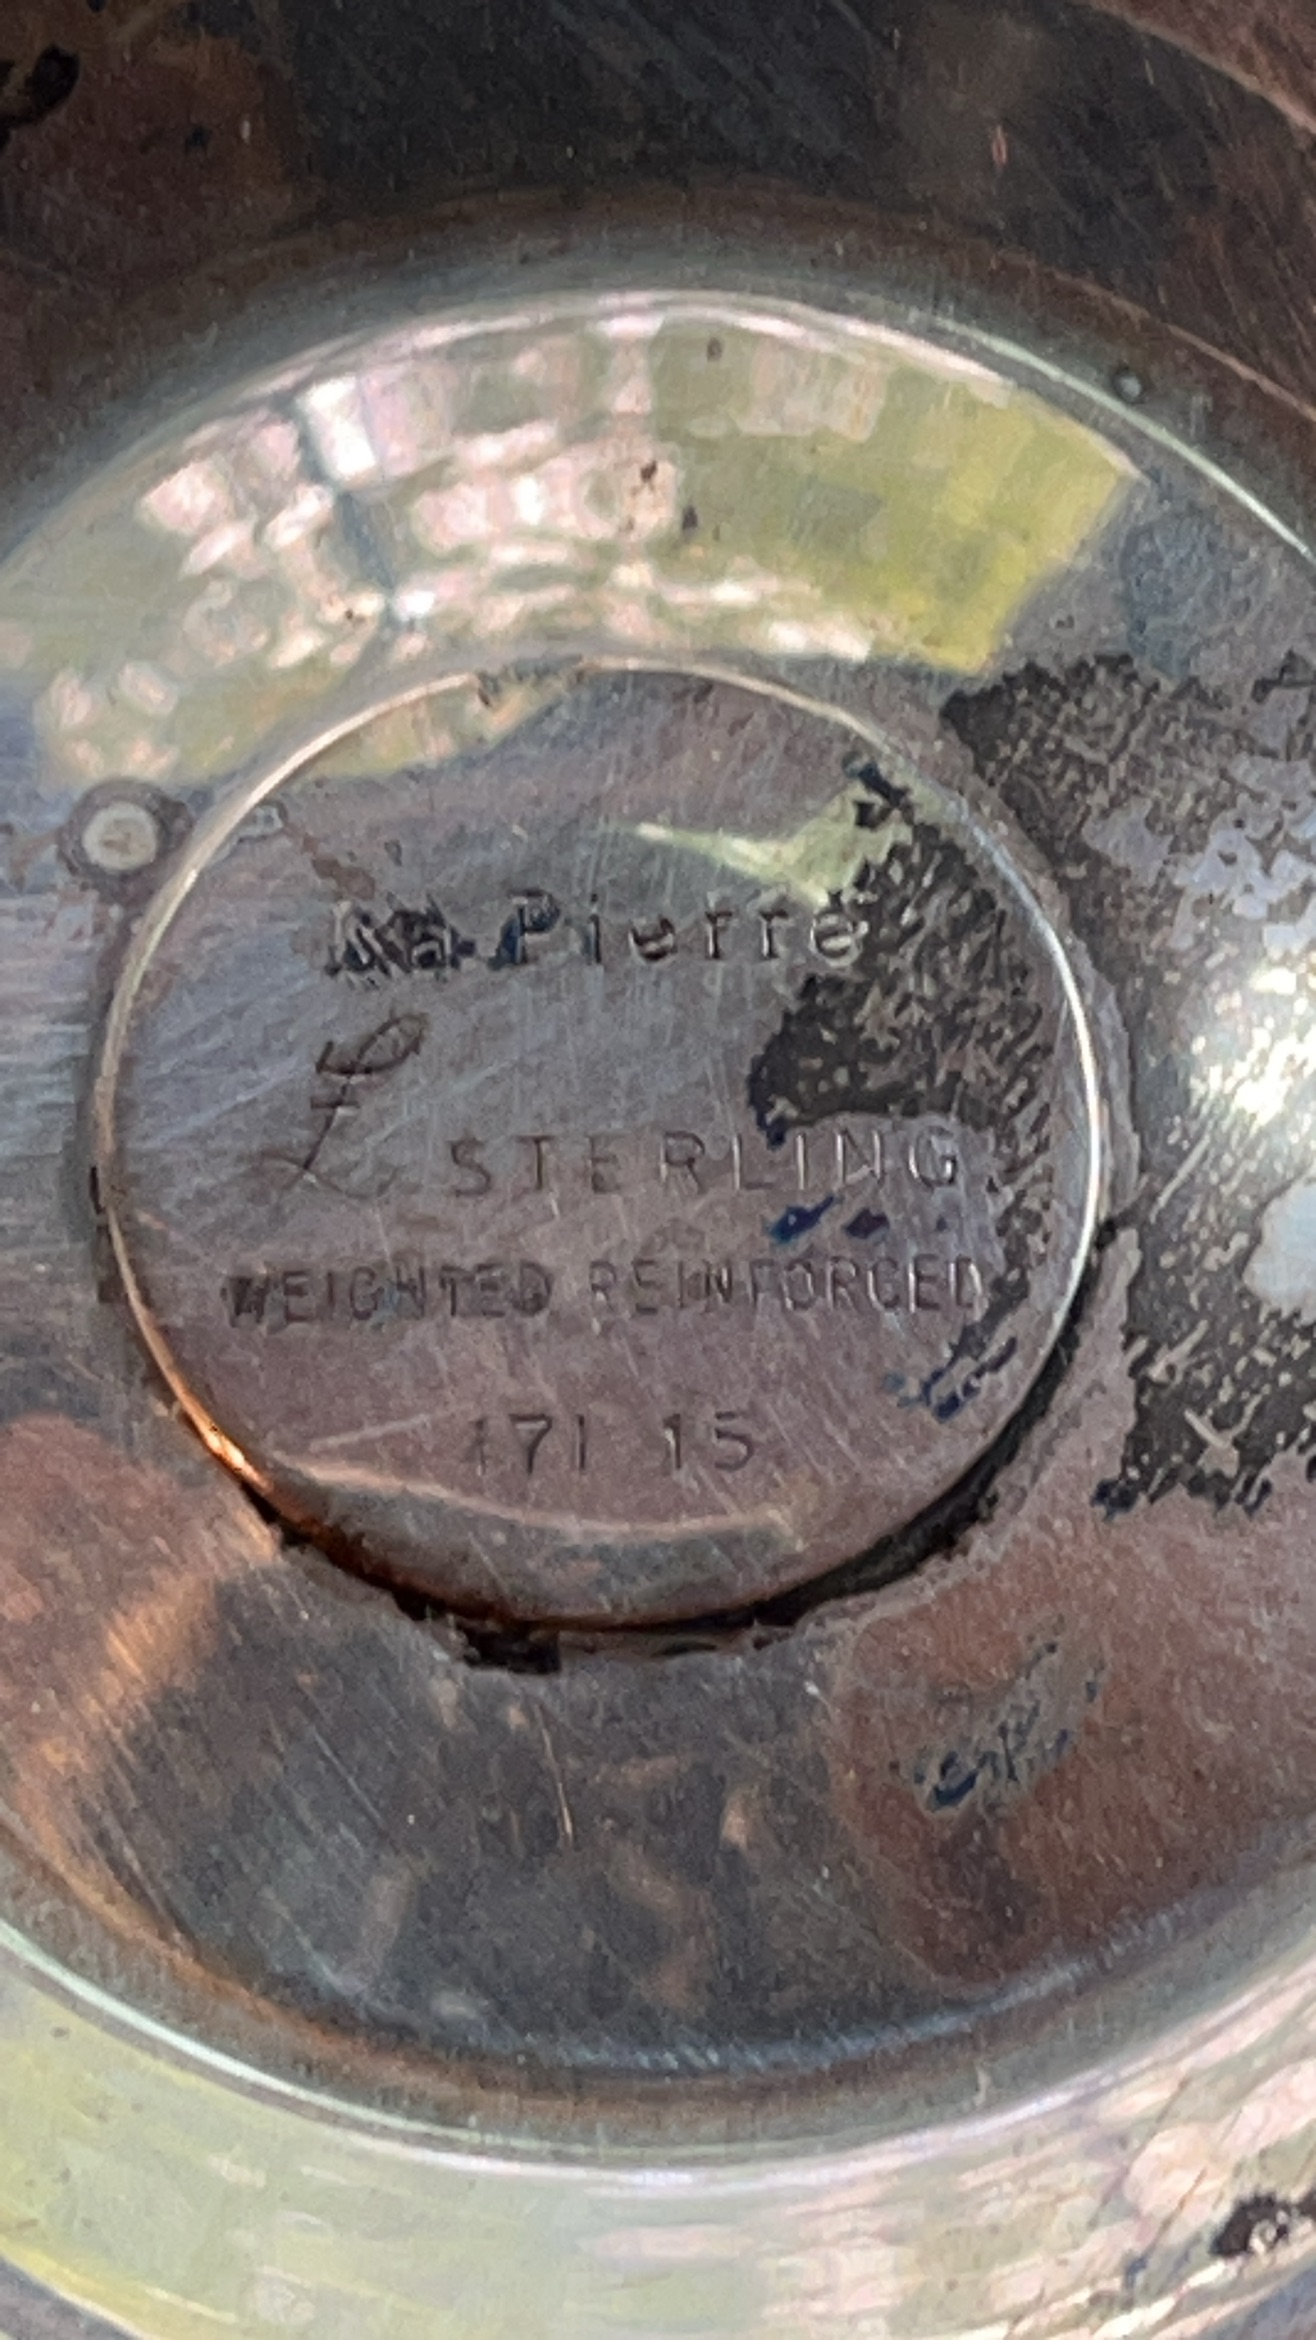 La Pierre
L STERLING
WEIGHTED REINFORCED
171 15